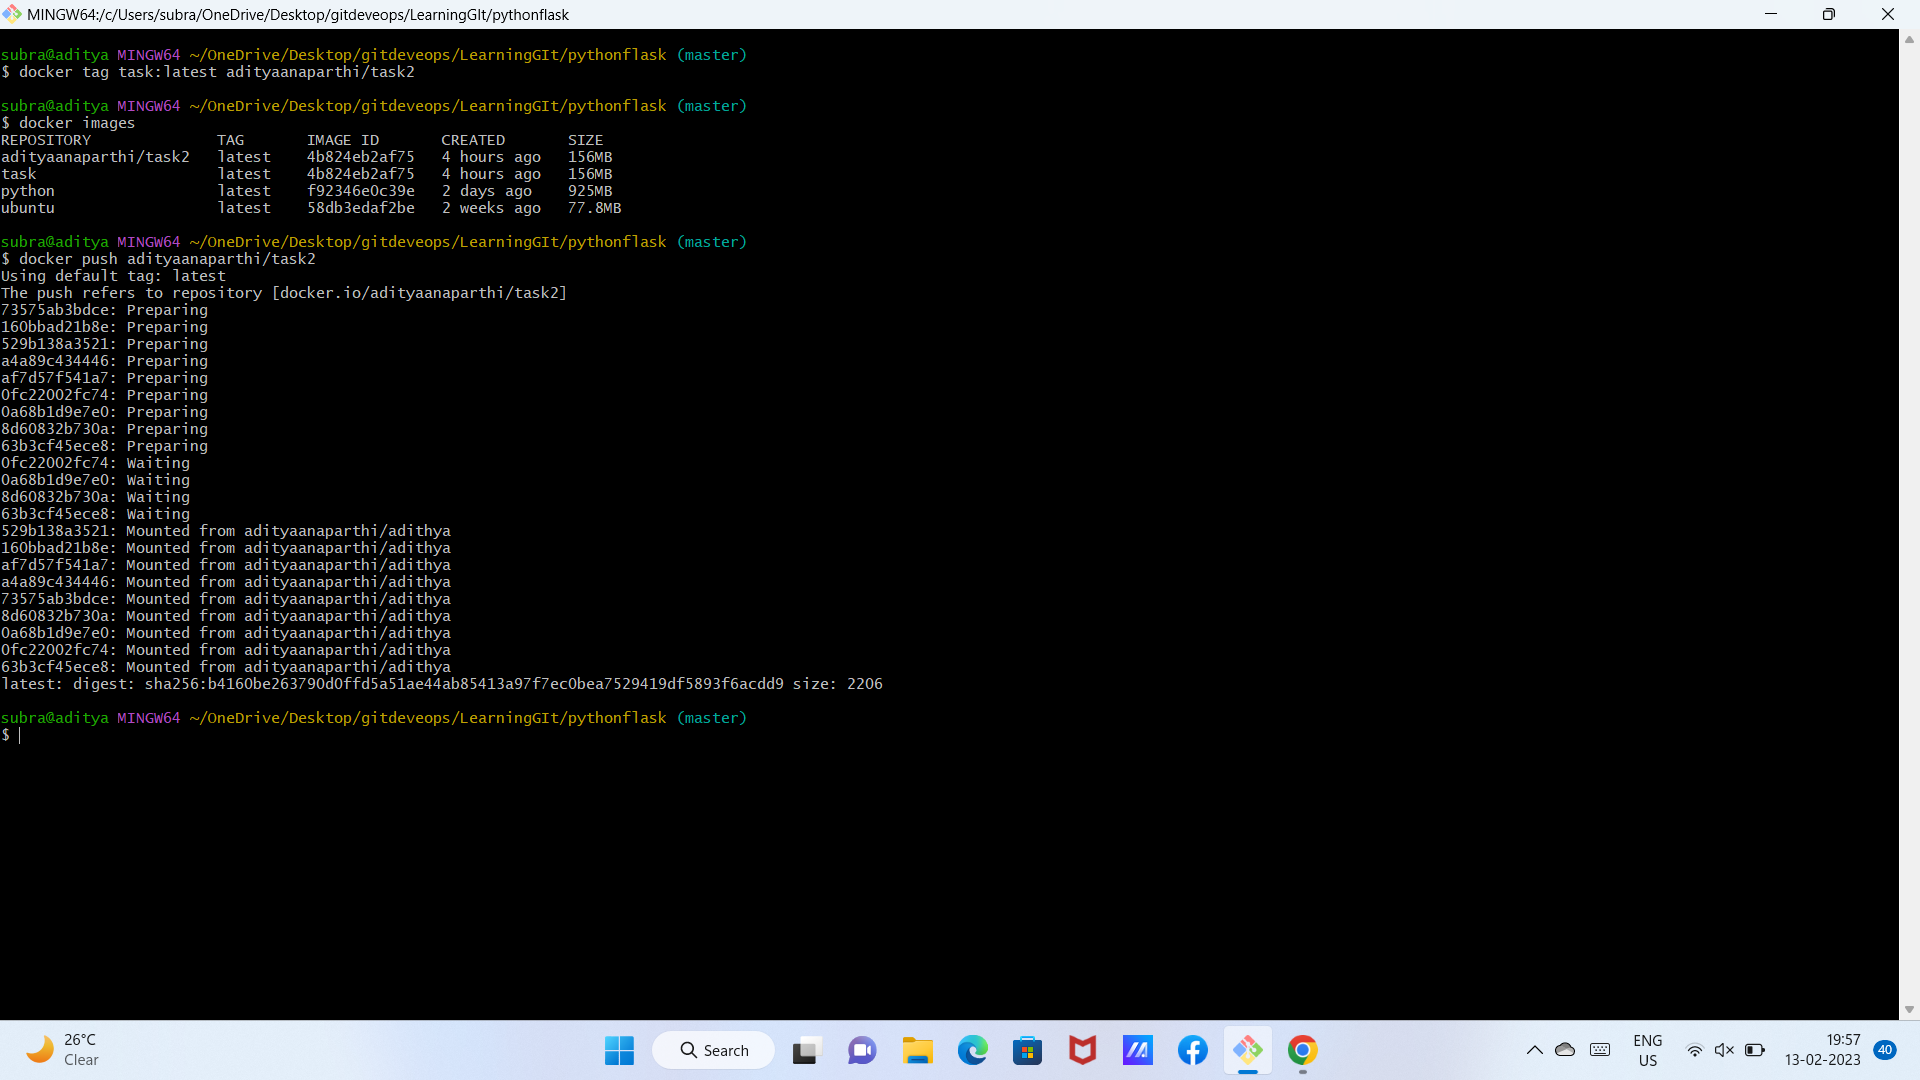 MINGW64:/c/Users/subra/OneDrive/Desktop/gitdeveops/LearningGIt/pythonflask
subra@aditya MINGW64 ~/OneDrive/Desktop/gitdeveops/LearningGIt/pythonflask (master)
$ docker tag task:latest adityaanaparthi/task2
subra@aditya MINGW64 ~/OneDrive/Desktop/gitdeveops/LearningGIt/pythonflask (master)
$ docker images
REPOSITORY TAG IMAGE ID CREATED SIZE
adityaanaparthi/task2 latest 4b824eb2af75 4 hours ago 156MB
task latest 4b824eb2af75 4 hours ago 156MB
python latest f92346e0c39e 2 days ago 925MB
ubuntu latest 58db3edaf2be 2 weeks ago 77.8MB
subra@aditya MINGW64 ~/OneDrive/Desktop/gitdeveops/LearningGIt/pythonflask (master)
$ docker push adityaanaparthi/task2
Using default tag: latest
The push refers to repository [docker.io/adityaanaparthi/task2]
73575ab3bdce: Preparing
160bbad21b8e: Preparing
529b138a3521: Preparing
a4a89c434446: Preparing
af7d57f541a7: Preparing
0fc22002fc74: Preparing
0a68b1d9e7e0: Preparing
8d60832b730a: Preparing
63b3cf45ece8: Preparing
0fc22002fc74: Waiting
0a68b1d9e7e0: Waiting
8d60832b730a: Waiting
63b3cf45ece8: Waiting
529b138a3521: Mounted from adityaanaparthi/adithya
160bbad21b8e: Mounted from adityaanaparthi/adithya
af7d57f541a7: Mounted from adityaanaparthi/adithya
a4a89c434446: Mounted from adityaanaparthi/adithya
73575ab3bdce: Mounted from adityaanaparthi/adithya
8d60832b730a: Mounted from adityaanaparthi/adithya
0a68b1d9e7e0: Mounted from adityaanaparthi/adithya
0fc22002fc74: Mounted from adityaanaparthi/adithya
63b3cf45ece8: Mounted from adityaanaparthi/adithya
latest: digest: sha256:b4160be263790d0ffd5a51ae44ab85413a97f7ec0bea7529419df5893f6acdd9 size: 2206
subra@aditya MINGW64 ~/OneDrive/Desktop/gitdeveops/LearningGIt/pythonflask (master)
$
26°C
Clear
Search
ENG
US
19:57
13-02-2023
40